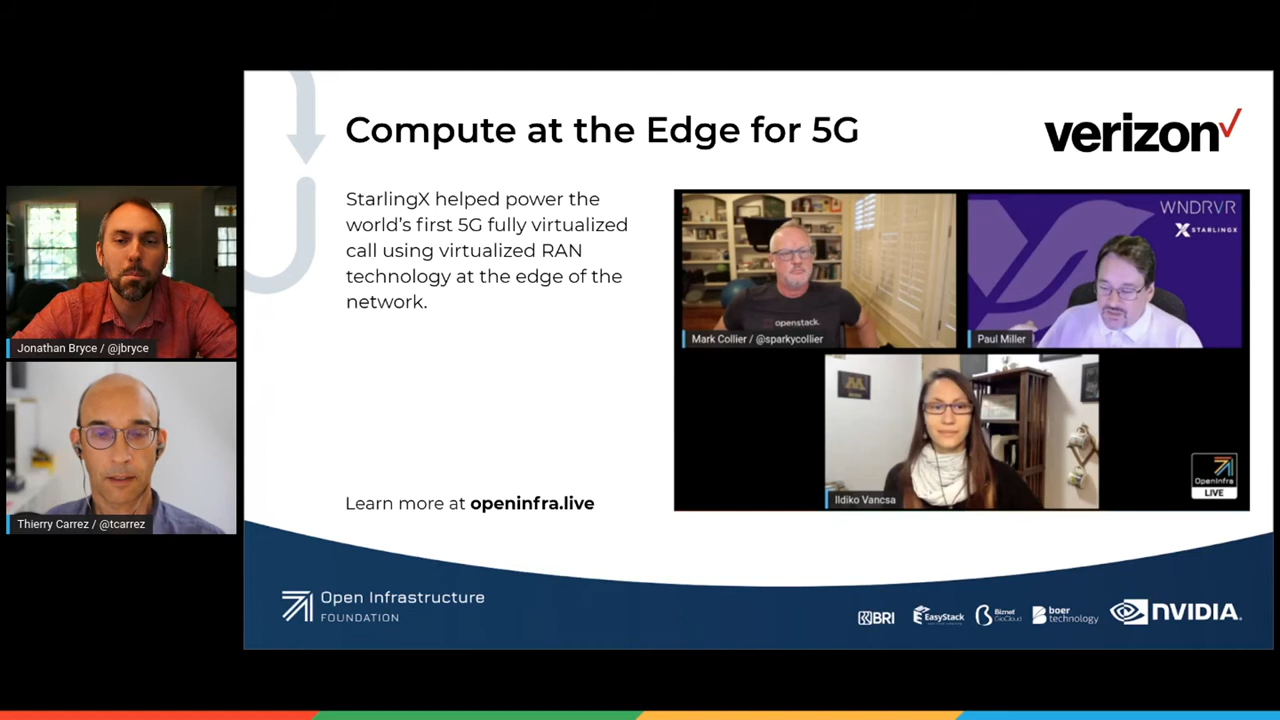 Compute at the Edge for 5G
verizon
StarlingX helped power the
world's first 5G fully virtualized
call using virtualized RAN
technology at the edge of the
network.
WNDRVR
STARLINGX
openstack.
Mark Collier / @sparkycollier
Paul Miller
Jonathan Bryce / @jbryce
OpenInfra
LIVE
Ildiko Vancsa
Learn more at openinfra.live
Thierry Carrez / @tcarrez
Open Infrastructure
FOUNDATION
BRI
EasyStack
Biznet
GioCloud
boer
technology
NVIDIA.